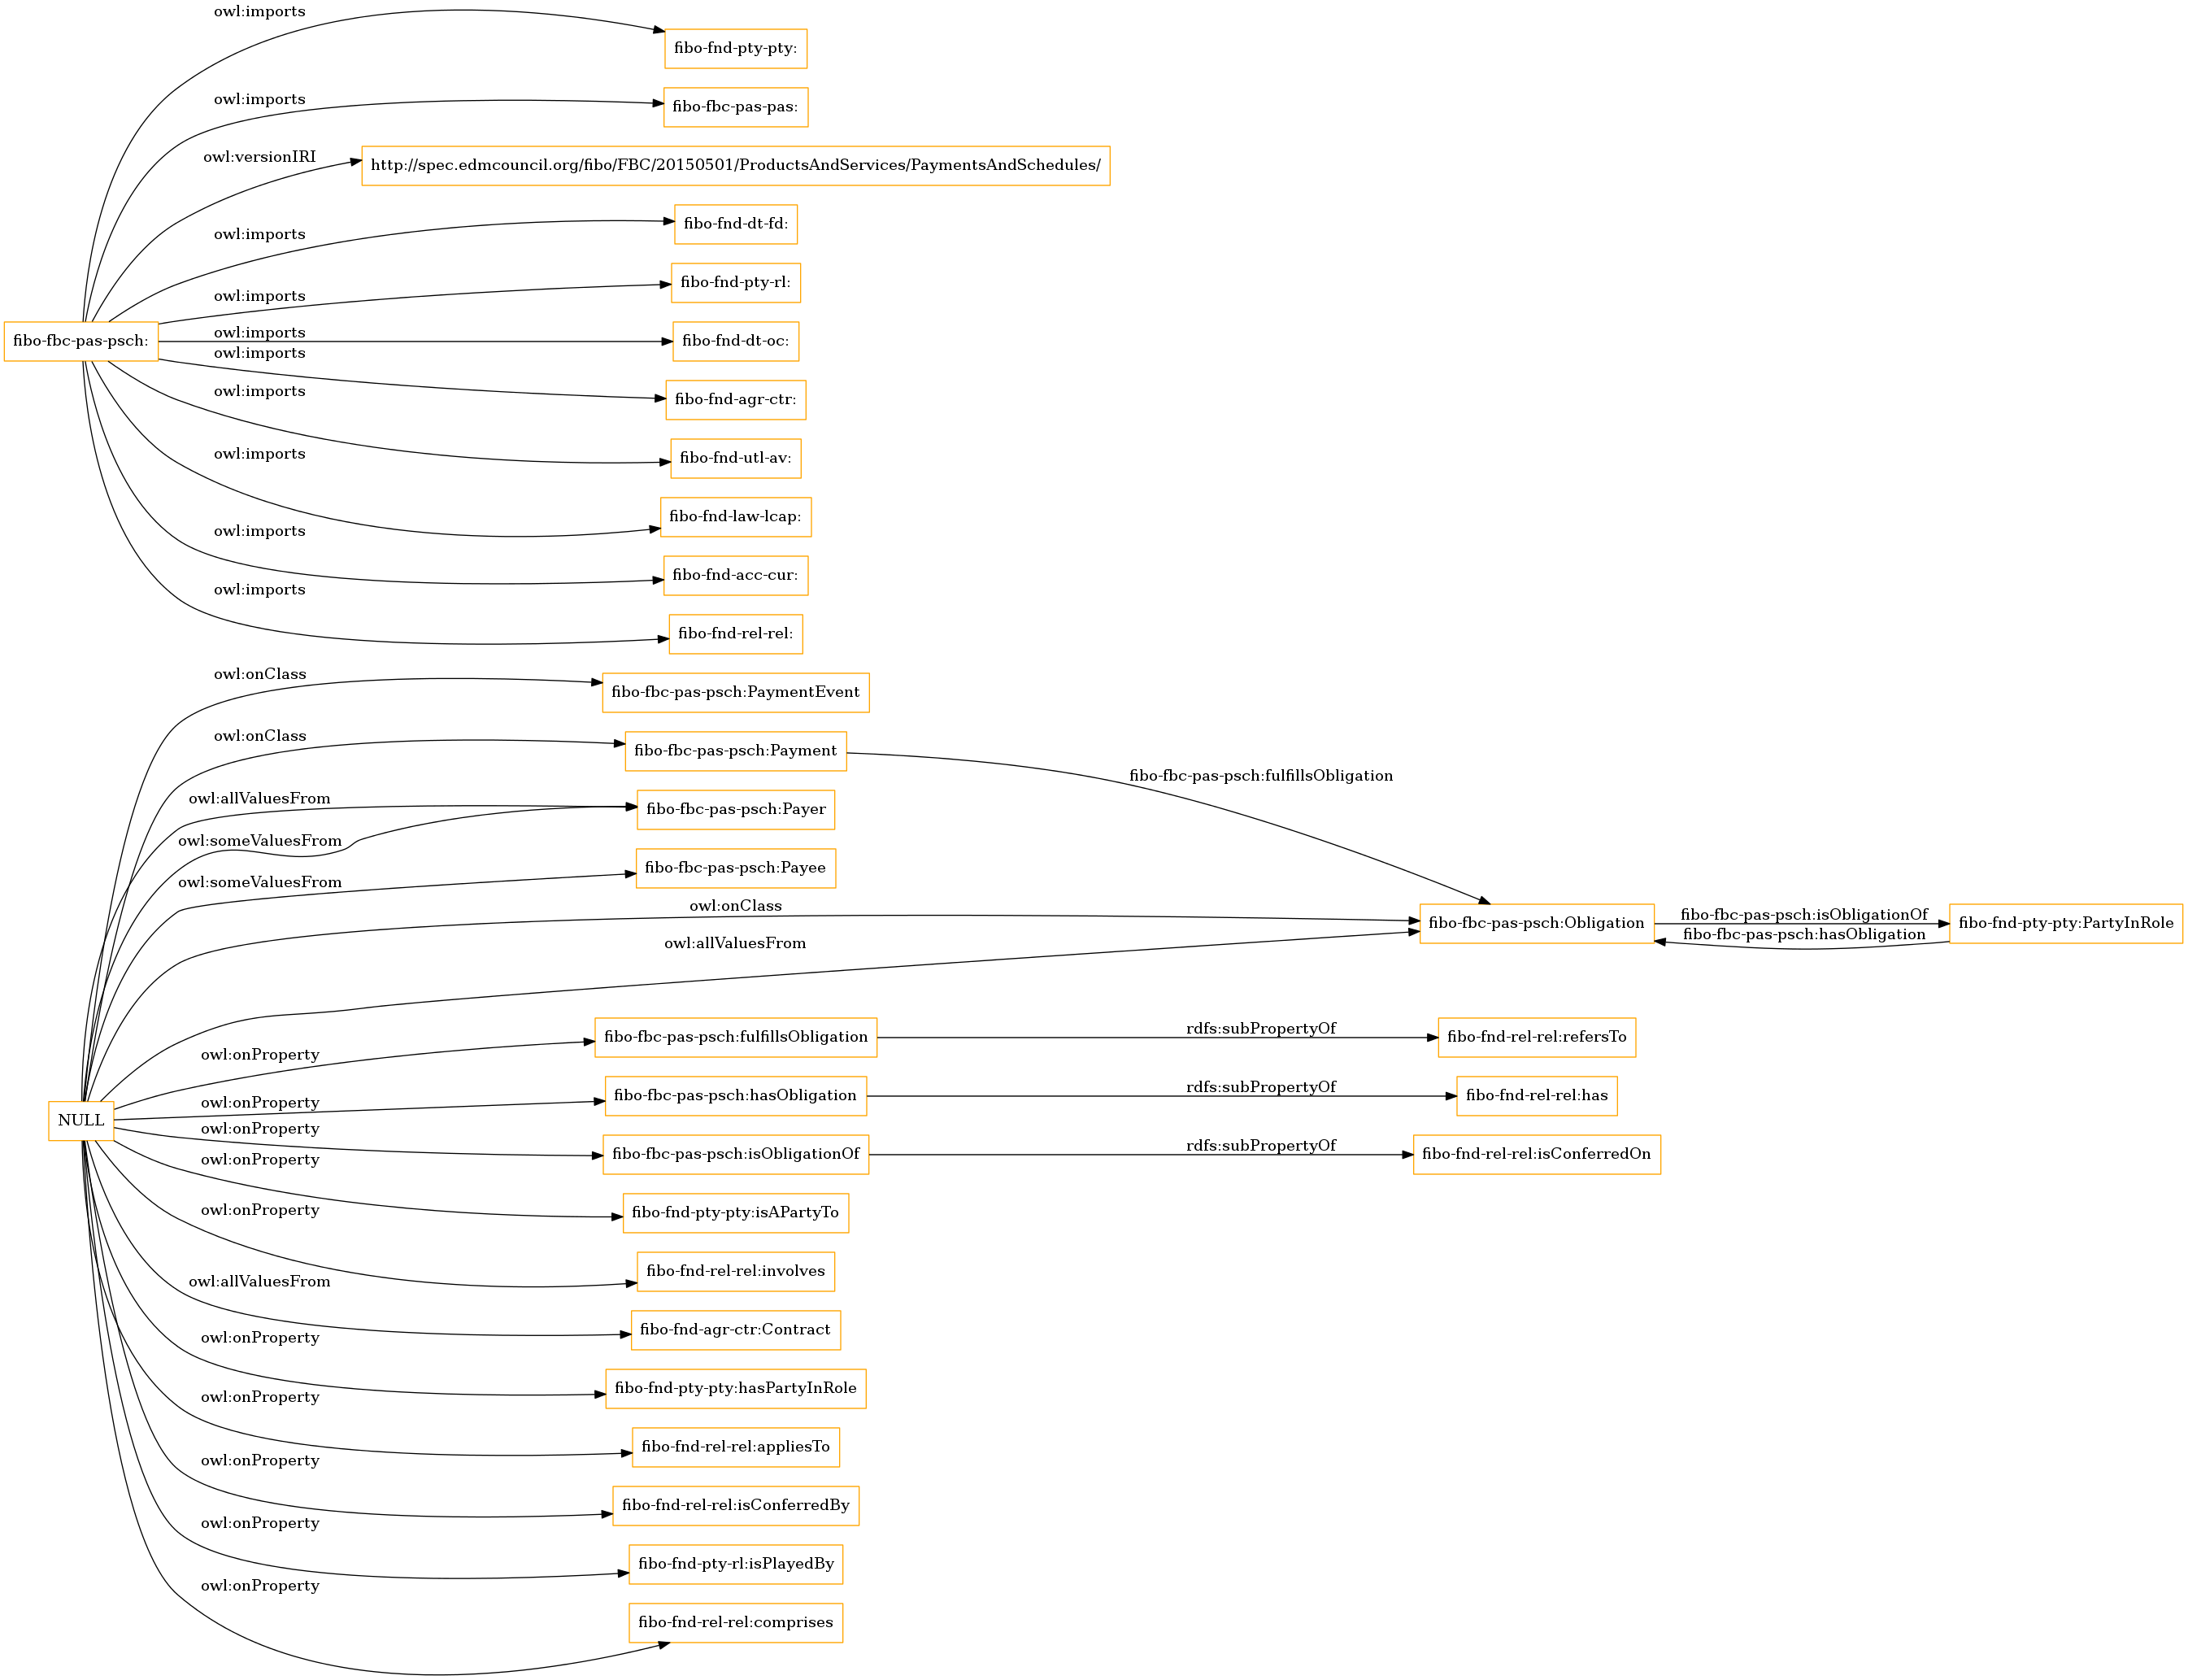 owl:imports
fibo-fnd-pty-pty:
owl:imports
fibo-fbc-pas-pas:
owl:versionIRI
http://spec.edmcouncil.org/fibo/FBC/20150501/ProductsAndServices/PaymentsAndSchedules/
owl:imports
fibo-fnd-dt-fd:
owl:imports
fibo-fnd-pty-rl:
fibo-fbc-pas-psch:
owl:imports
fibo-fnd-dt-oc:
owl:imports
fibo-fnd-agr-ctr:
owl:imports
fibo-fnd-utl-av:
owl:imports
fibo-fnd-law-lcap:
owl:imports
fibo-fnd-acc-cur:
owl:imports
fibo-fnd-rel-rel:
owl:onClass
fibo-fbc-pas-psch:PaymentEvent
owl:onClass
fibo-fbc-pas-psch:Payment
fibo-fbc-pas-psch:fulfillsObligation
owl:allValuesFrom
fibo-fbc-pas-psch:Payer
owl:someValuesFrom
owl:someValuesFrom
fibo-fbc-pas-psch:Payee
owl:onClass
fibo-fbc-pas-psch:Obligation
fibo-fbc-pas-psch:isObligationOf
fibo-fnd-pty-pty:PartyInRole
fibo-fbc-pas-psch:hasObligation
owl:allValuesFrom
owl:onProperty
fibo-fbc-pas-psch:fulfillsObligation
rdfs:subPropertyOf
fibo-fnd-rel-rel:refersTo
NULL
owl:onProperty
fibo-fbc-pas-psch:hasObligation
rdfs:subPropertyOf
fibo-fnd-rel-rel:has
owl:onProperty
fibo-fbc-pas-psch:isObligationOf
rdfs:subPropertyOf
fibo-fnd-rel-rel:isConferredOn
owl:onProperty
fibo-fnd-pty-pty:isAPartyTo
owl:onProperty
fibo-fnd-rel-rel:involves
owl:allValuesFrom
fibo-fnd-agr-ctr:Contract
owl:onProperty
fibo-fnd-pty-pty:hasPartyInRole
owl:onProperty
fibo-fnd-rel-rel:appliesTo
owl:onProperty
fibo-fnd-rel-rel:isConferredBy
owl:onProperty
fibo-fnd-pty-rl:isPlayedBy
owl:onProperty
fibo-fnd-rel-rel:comprises